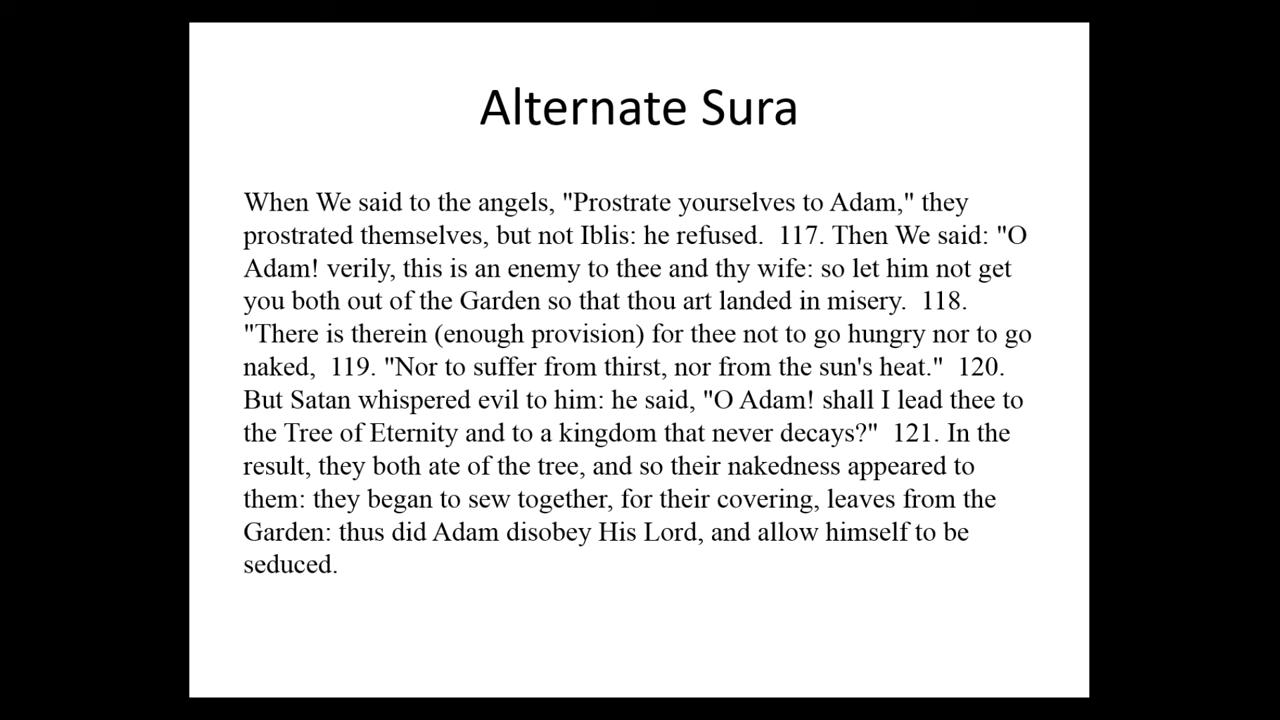 Alternate Sura
When We said to the angels, "Prostrate yourselves to Adam," they
prostrated themselves, but not Iblis: he refused.  117. Then We said: "O
Adam! verily, this is an enemy to thee and thy wife: so let him not get
you both out of the Garden so that thou art landed in misery.  118.
"There is therein (enough provision) for thee not to go hungry nor to go
naked,  119. "Nor to suffer from thirst, nor from the sun's heat."  120.
But Satan whispered evil to him: he said, "O Adam! shall I lead thee to
the Tree of Eternity and to a kingdom that never decays?"  121. In the
result, they both ate of the tree, and so their nakedness appeared to
them: they began to sew together, for their covering, leaves from the
Garden: thus did Adam disobey His Lord, and allow himself to be
seduced.